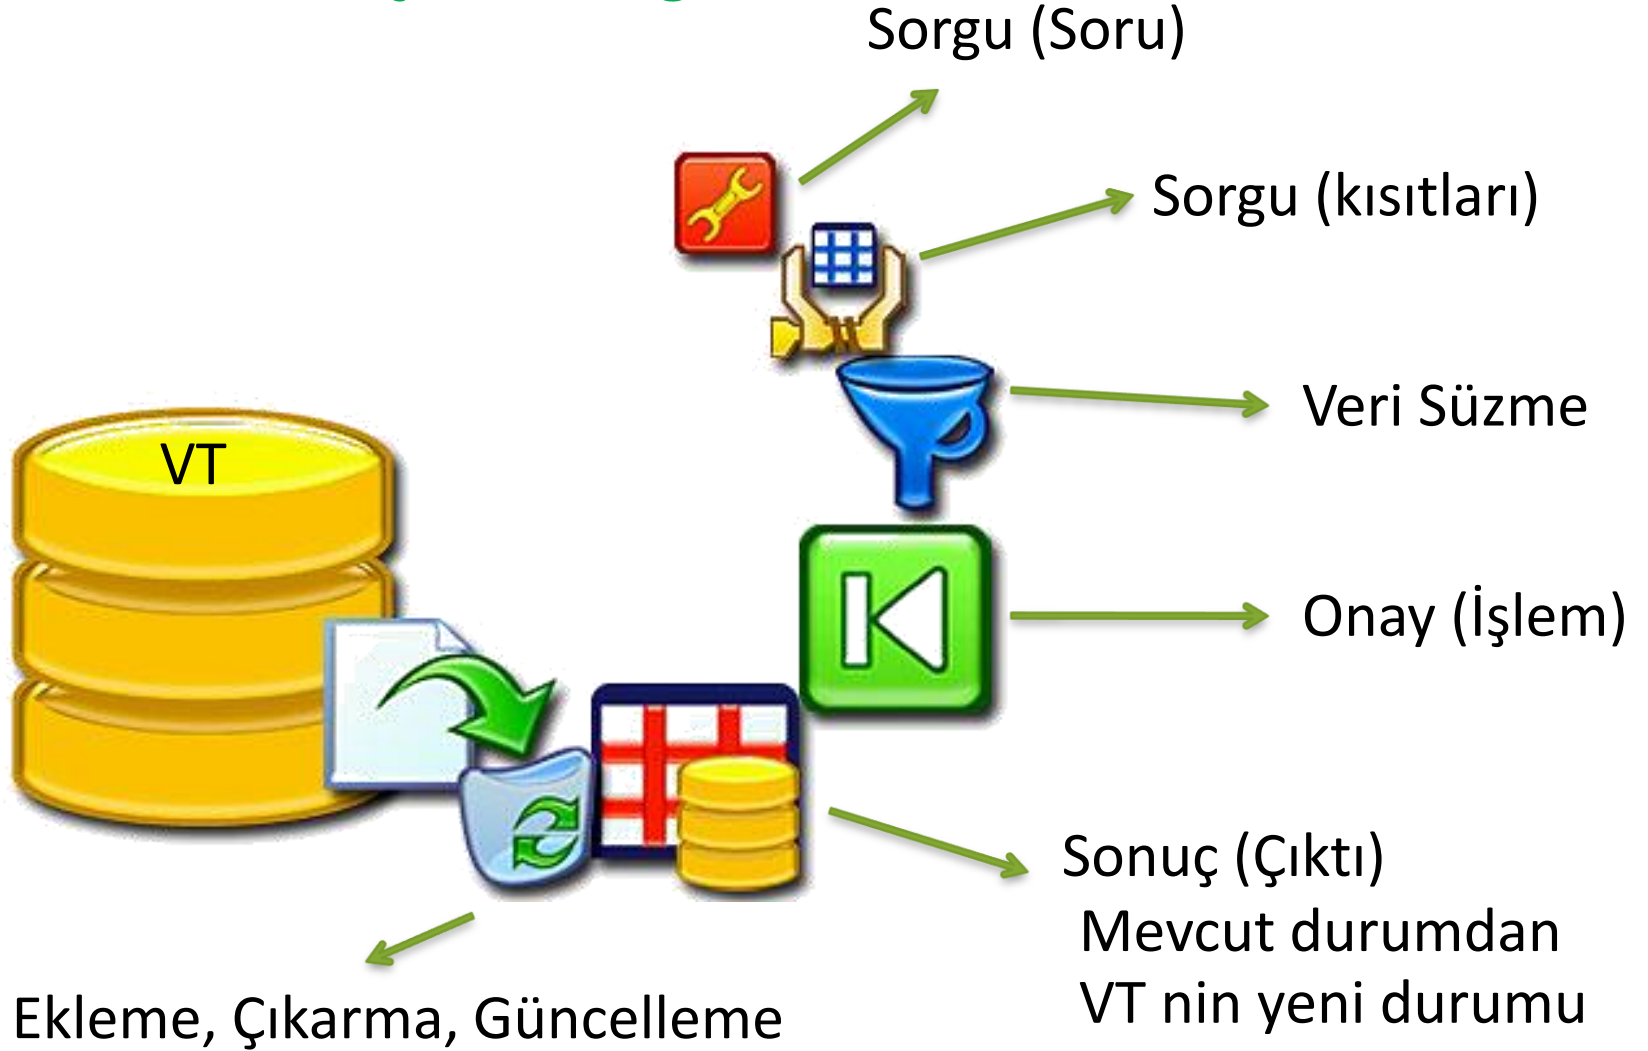 Sorgu (Soru)
Sorgu (kısıtları)
Veri Süzme
VT
Onay (İşlem)
Sonuç (Çıktı)
Mevcut durumdan
VT nin yeni durumu
Ekleme, Çıkarma, Güncelleme